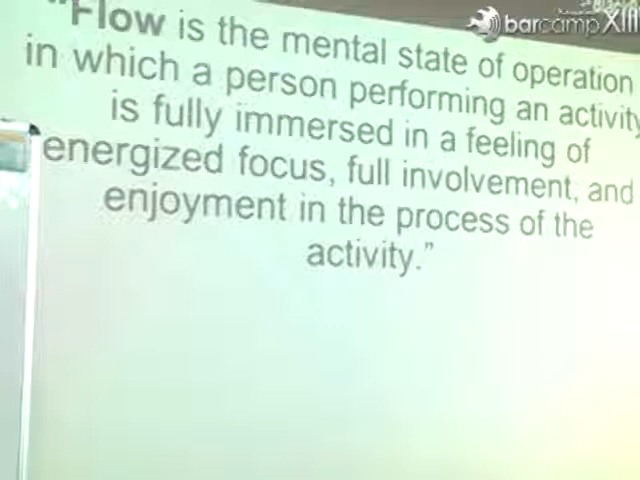 barcamp XIII
"Flow is the mental state of operation
in which a person performing an activity
is fully immersed in a feeling of
energized focus, full involvement, and
enjoyment in the process of the
activity."